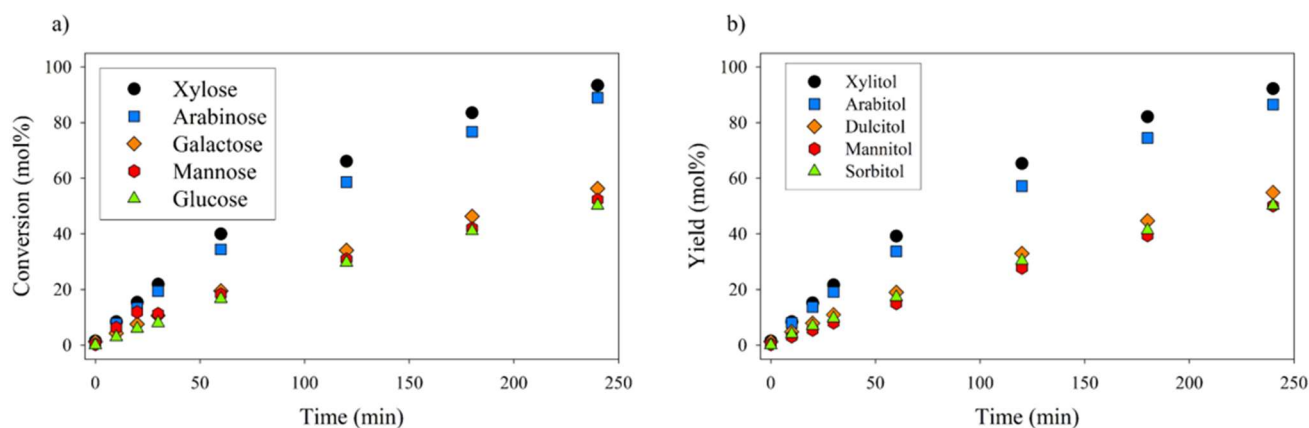 a)
100
80
60
40
20
0
Conversion (mol%)
Xylose
Arabinose
Galactose
Mannose
Glucose
0 50 100 150 200 250
Time (min)
b)
100
80
60
40
20
0
Yield (mol%)
Xylitol
Arabitol
Dulcitol
Mannitol
Sorbitol
0 50 100 150 200 250
Time (min)